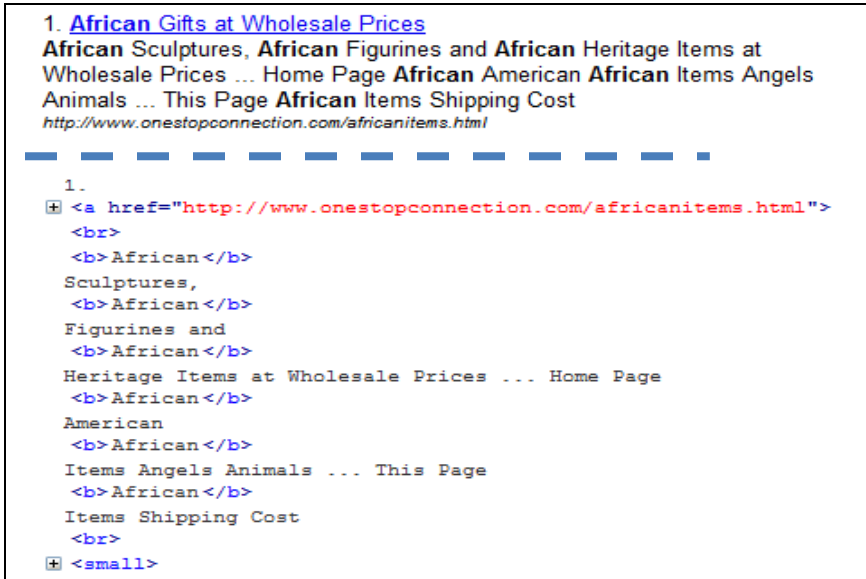 1. African Gifts at Wholesale Prices
African Sculptures, African Figurines and African Heritage Items at
Wholesale Prices ... Home Page African American African Items Angels
Animals ... This Page African Items Shipping Cost
http://www.onestopconnection.com/africanitems.html
1.
<a href="http://www.onestopconnection.com/africanitems.html">
<br>
<b>African</b>
Sculptures,
<b>African</b>
Figurines and
<b>African</b>
Heritage Items at Wholesale Prices ... Home Page
<b>African</b>
American
<b>African</b>
Items Angels Animals ... This Page
<b>African</b>
Items Shipping Cost
<br>
<small>